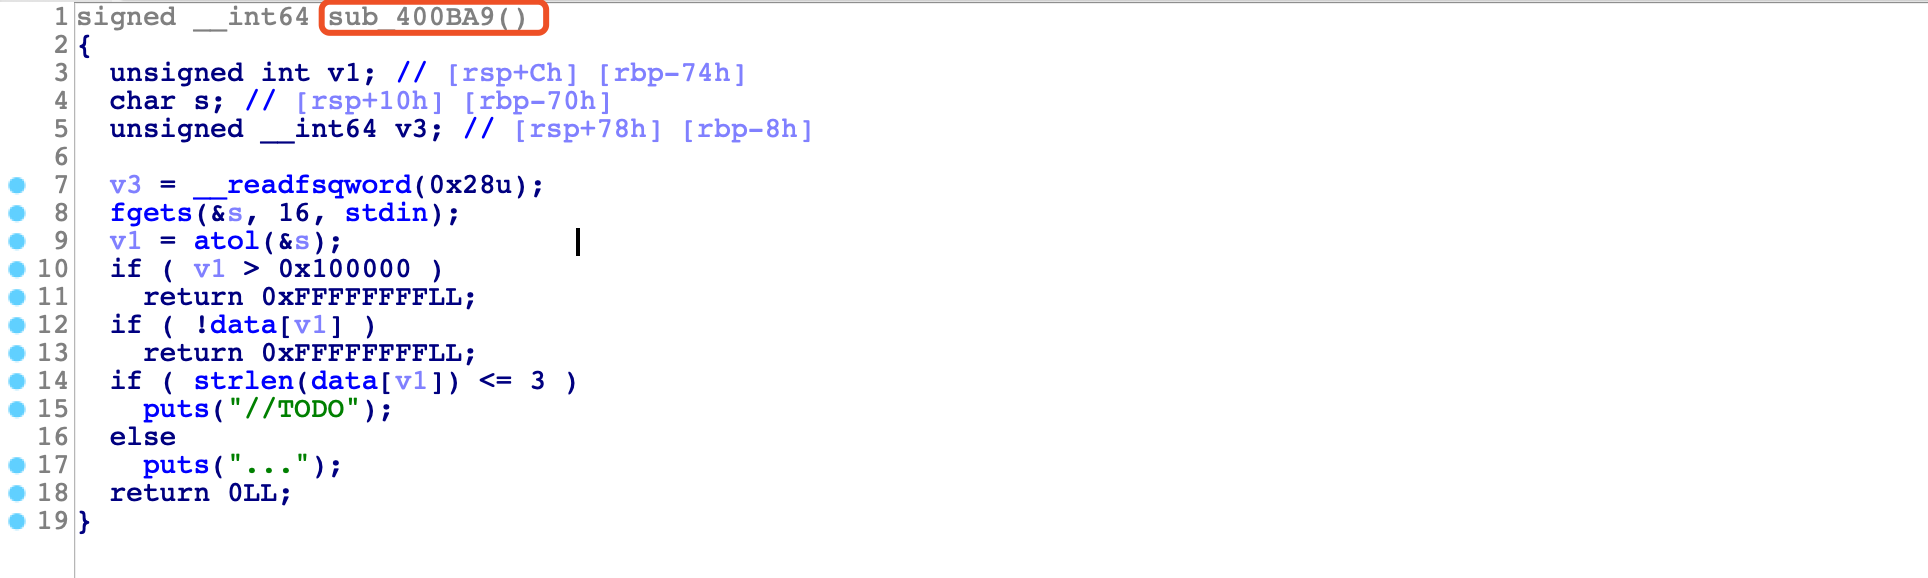 1 signed __int64 sub_400BA9()
2 {
3   unsigned int v1; // [rsp+Ch] [rbp-74h]
4   char s; // [rsp+10h] [rbp-70h]
5   unsigned __int64 v3; // [rsp+78h] [rbp-8h]
6
7   v3 = __readfsqword(0x28u);
8   fgets(&s, 16, stdin);
9   v1 = atol(&s);
10   if ( v1 > 0x100000 )
11     return 0xFFFFFFFFLL;
12   if ( !data[v1] )
13     return 0xFFFFFFFFLL;
14   if ( strlen(data[v1]) <= 3 )
15     puts("//TODO");
16   else
17     puts("...");
18   return 0LL;
19 }